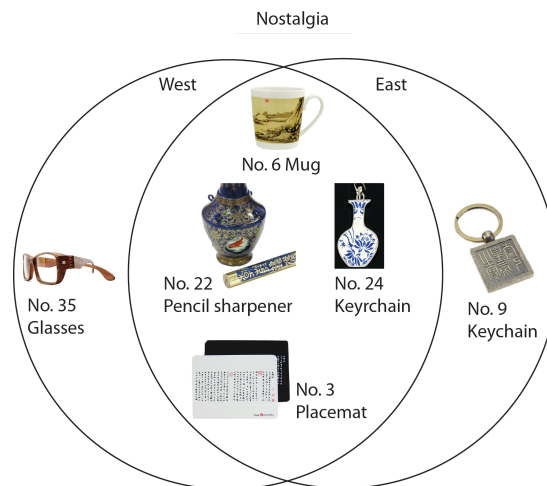 Nostalgia
West
East
No. 6 Mug
No. 22
Pencil sharpener
No. 24
Keyrchain
No. 35
Glasses
No. 9
Keychain
No. 3
Placemat